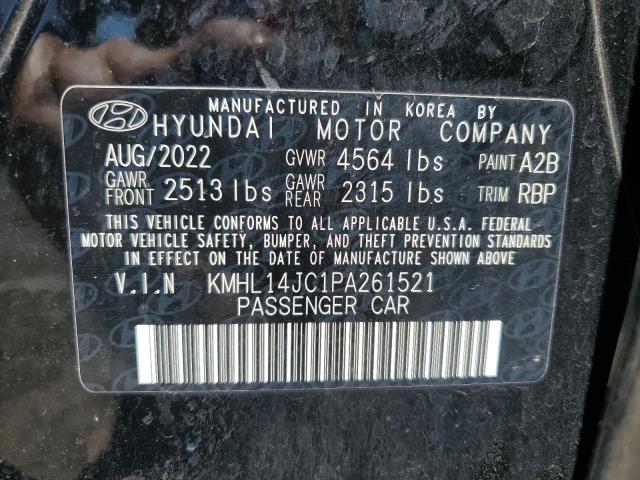 MANUFACTURED IN KOREA BY
HYUNDAI MOTOR COMPANY
AUG/2022 GVWR 4564 lbs PAINT A2B
GAWR FRONT 2513 lbs GAWR REAR 2315 lbs TRIM RBP
THIS VEHICLE CONFORMS TO ALL APPLICABLE U.S.A. FEDERAL
MOTOR VEHICLE SAFETY, BUMPER, AND THEFT PREVENTION STANDARDS
IN EFFECT ON THE DATE OF MANUFACTURE SHOWN ABOVE
V.I.N KMHL14JC1PA261521
PASSENGER CAR